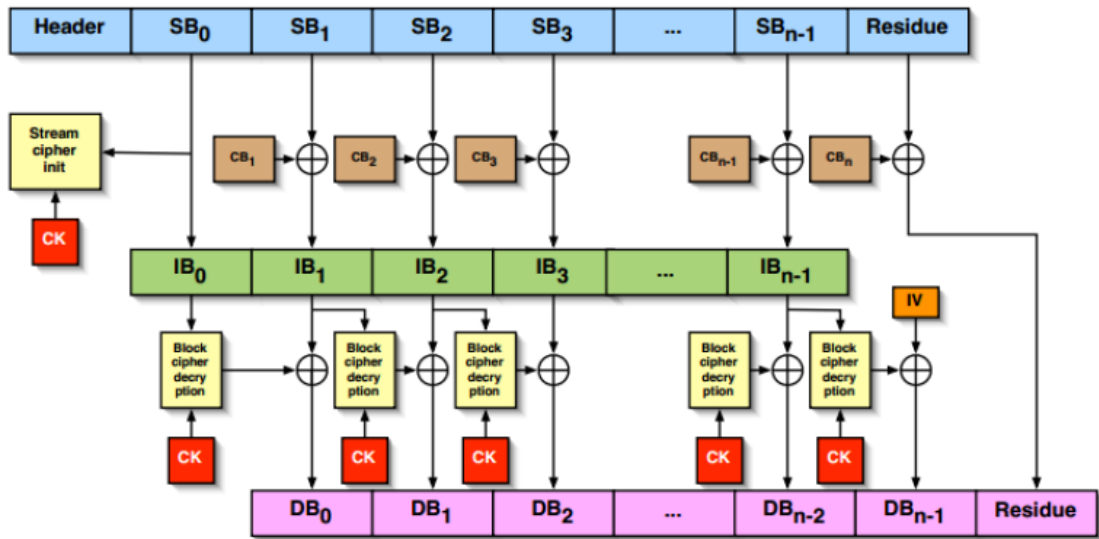 Header SB₀ SB₁ SB₂ SB₃ ... SBₙ₋₁ Residue
Stream
cipher
init
CB₁ CB₂ CB₃ CBₙ₋₁ CBₙ
CK
IB₀ IB₁ IB₂ IB₃ ... IBₙ₋₁
IV
Block
cipher
decry
ption
Block
cipher
decry
ption
Block
cipher
decry
ption
Block
cipher
decry
ption
Block
cipher
decry
ption
CK CK CK CK CK
DB₀ DB₁ DB₂ ... DBₙ₋₂ DBₙ₋₁ Residue